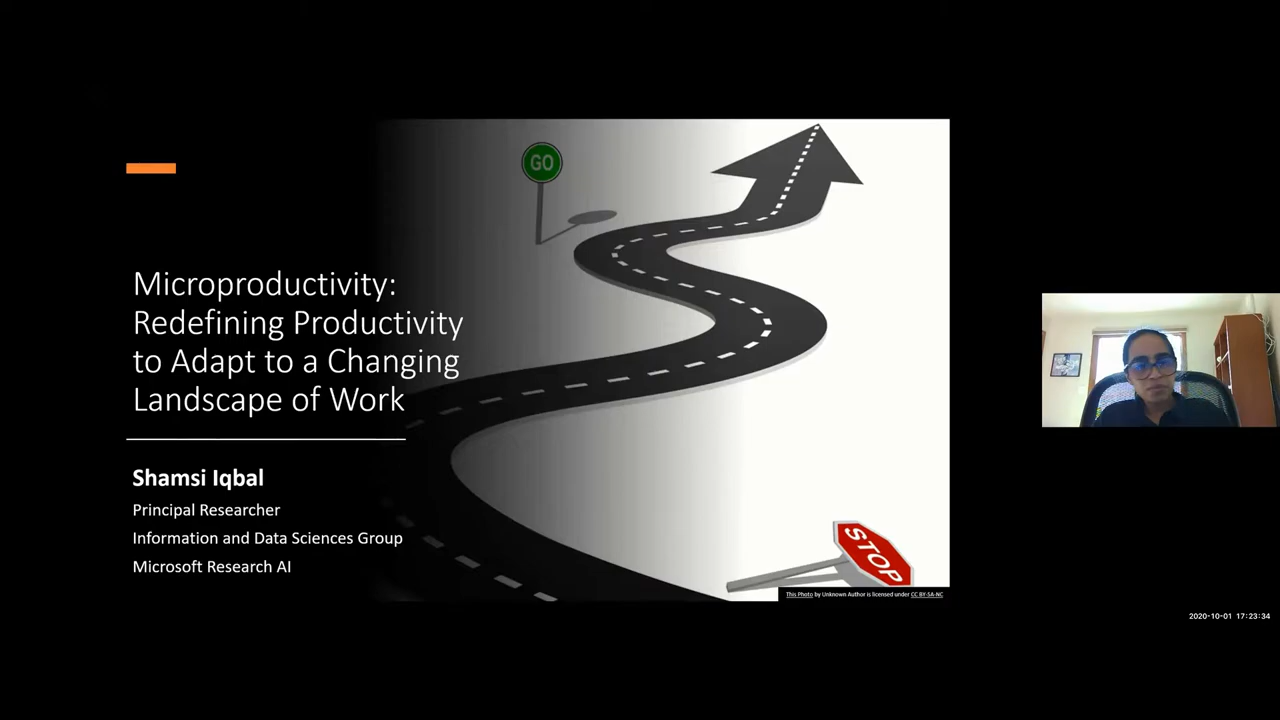 GO
Microproductivity:
Redefining Productivity
to Adapt to a Changing
Landscape of Work
Shamsi Iqbal
Principal Researcher
Information and Data Sciences Group
Microsoft Research AI
STOP
This Photo by Unknown Author is licensed under CC BY-SA-NC
2020-10-01 17:23:34